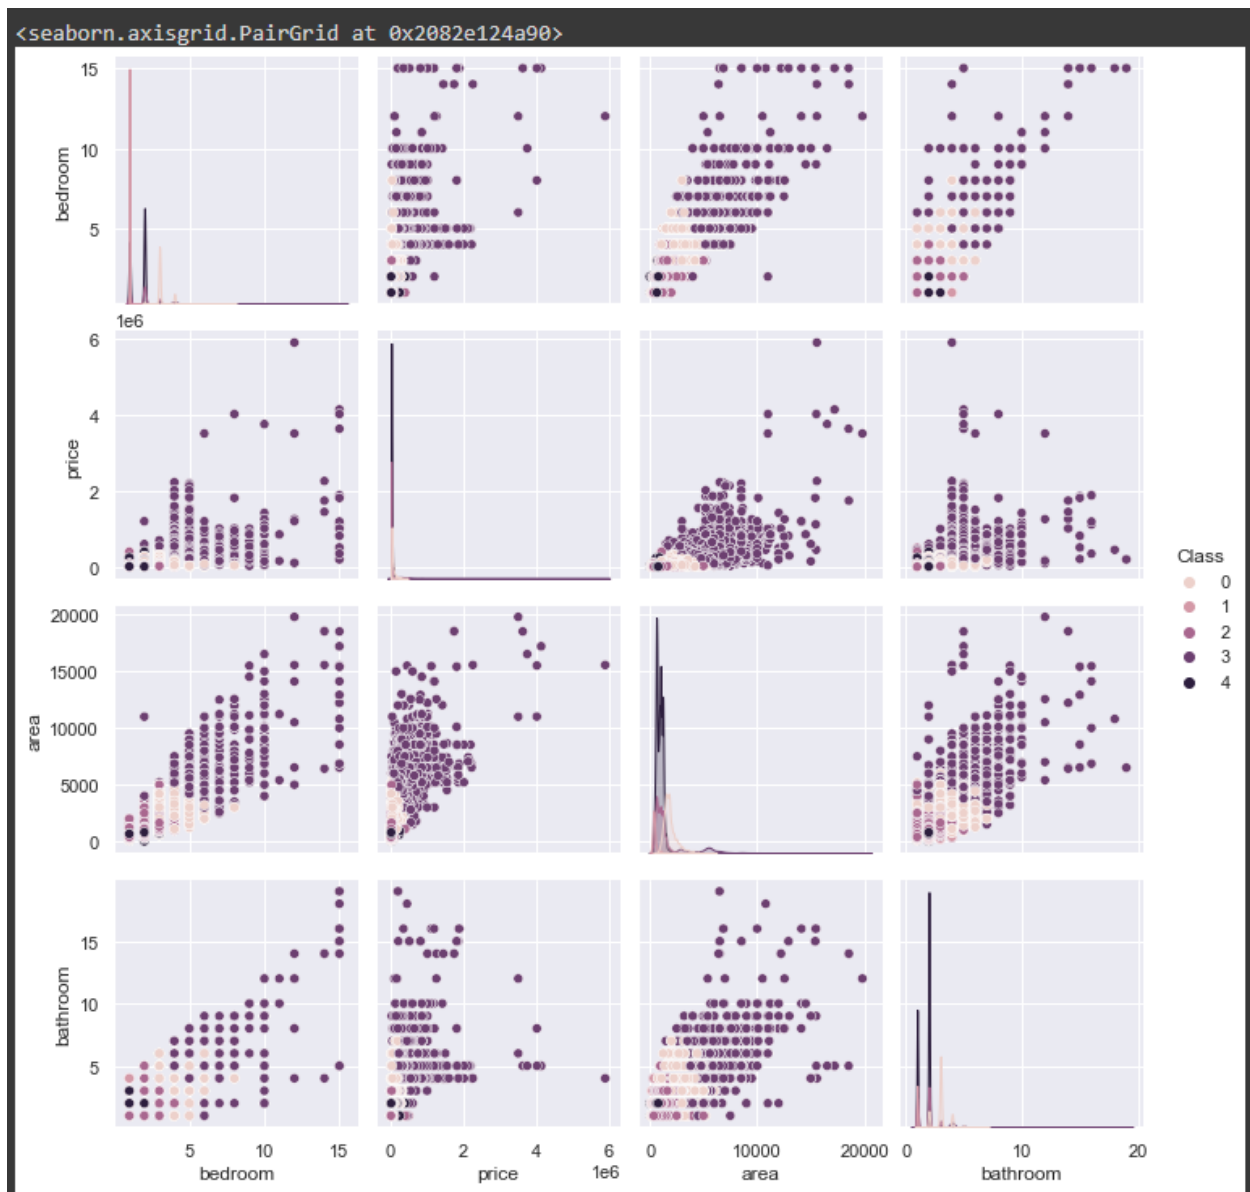 <seaborn.axisgrid.PairGrid at 0x2082e124a90>
15
10
5
bedroom
1e6
6
4
2
0
price
Class
0
1
2
3
4
20000
15000
10000
5000
0
area
15
10
5
bathroom
5 10 15 0 2 4 6 0 10000 20000 0 10 20
1e6
bedroom price area bathroom